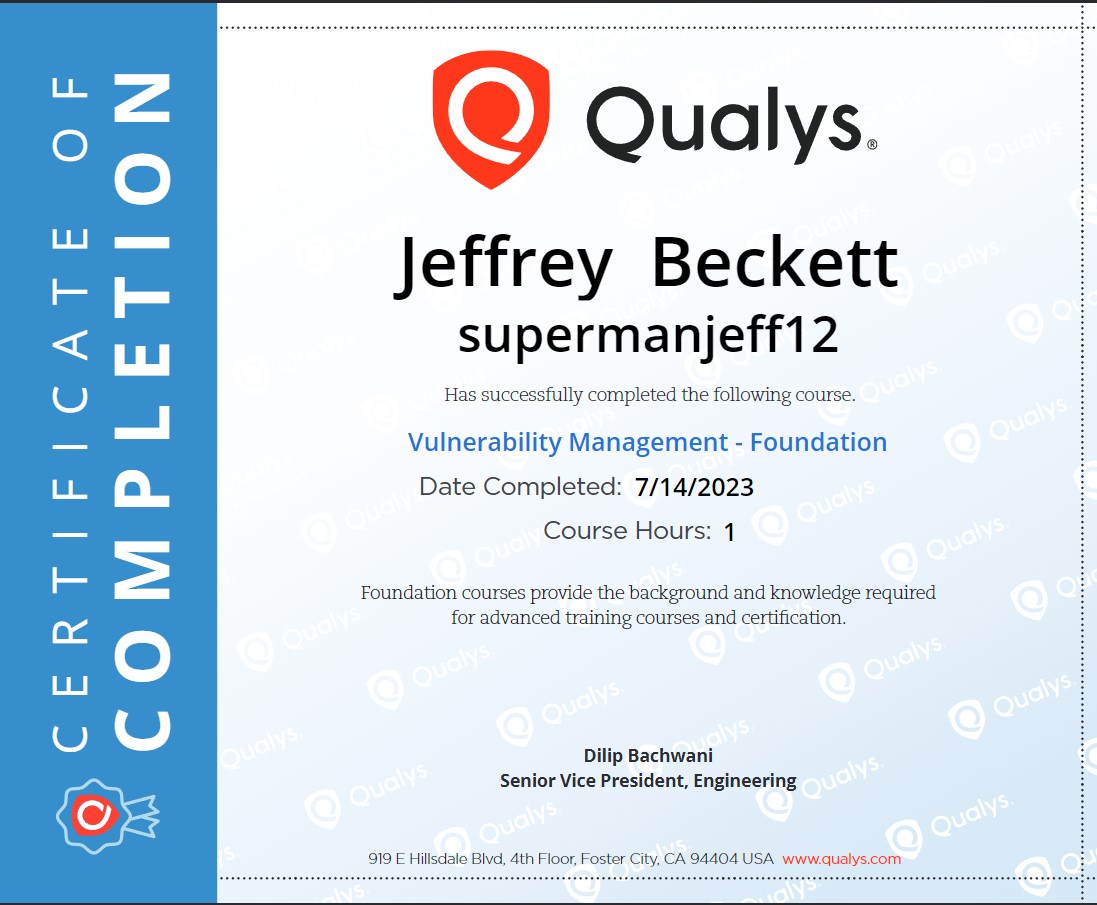 CERTIFICATE OF
COMPLETION
Qualys.®
Jeffrey Beckett
supermanjeff12
Has successfully completed the following course.
Vulnerability Management - Foundation
Date Completed: 7/14/2023
Course Hours: 1
Foundation courses provide the background and knowledge required
for advanced training courses and certification.
Dilip Bachwani
Senior Vice President, Engineering
919 E Hillsdale Blvd, 4th Floor, Foster City, CA 94404 USA www.qualys.com